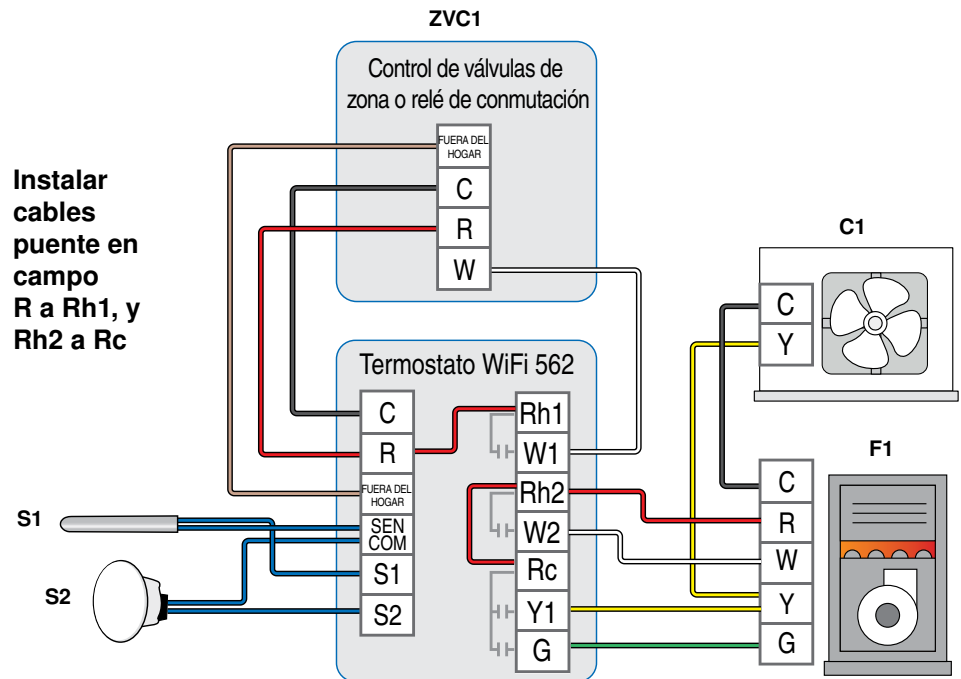 ZVC1
Control de válvulas de
zona o relé de conmutación
FUERA DEL
HOGAR
C
R
W
Instalar
cables
puente en
campo
R a Rh1, y
Rh2 a Rc
Termostato WiFi 562
C
R
FUERA DEL
HOGAR
SEN
COM
S1
S2
Rh1
W1
Rh2
W2
Rc
Y1
G
S1
S2
C1
C
Y
F1
C
R
W
Y
G